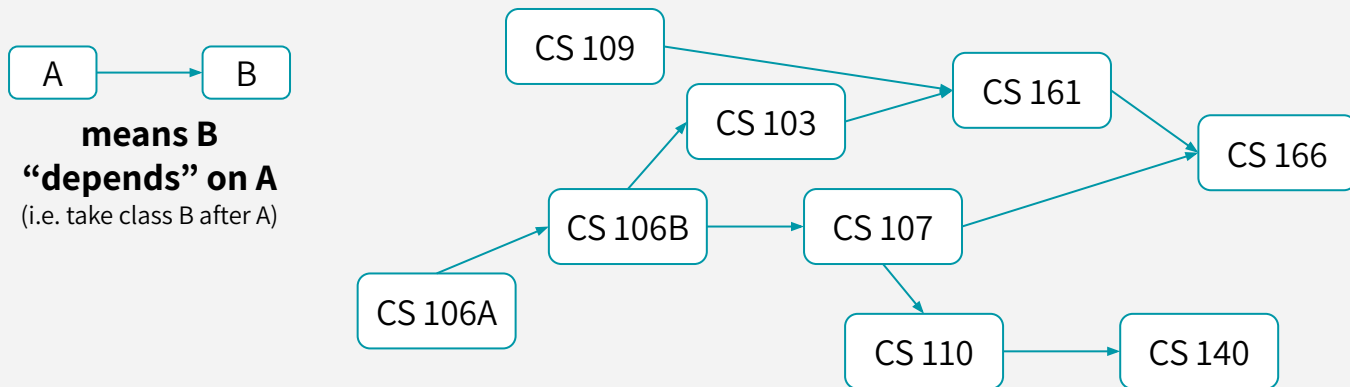 A
B
means B
“depends” on A
(i.e. take class B after A)
CS 109
CS 103
CS 161
CS 166
CS 106B
CS 107
CS 106A
CS 110
CS 140